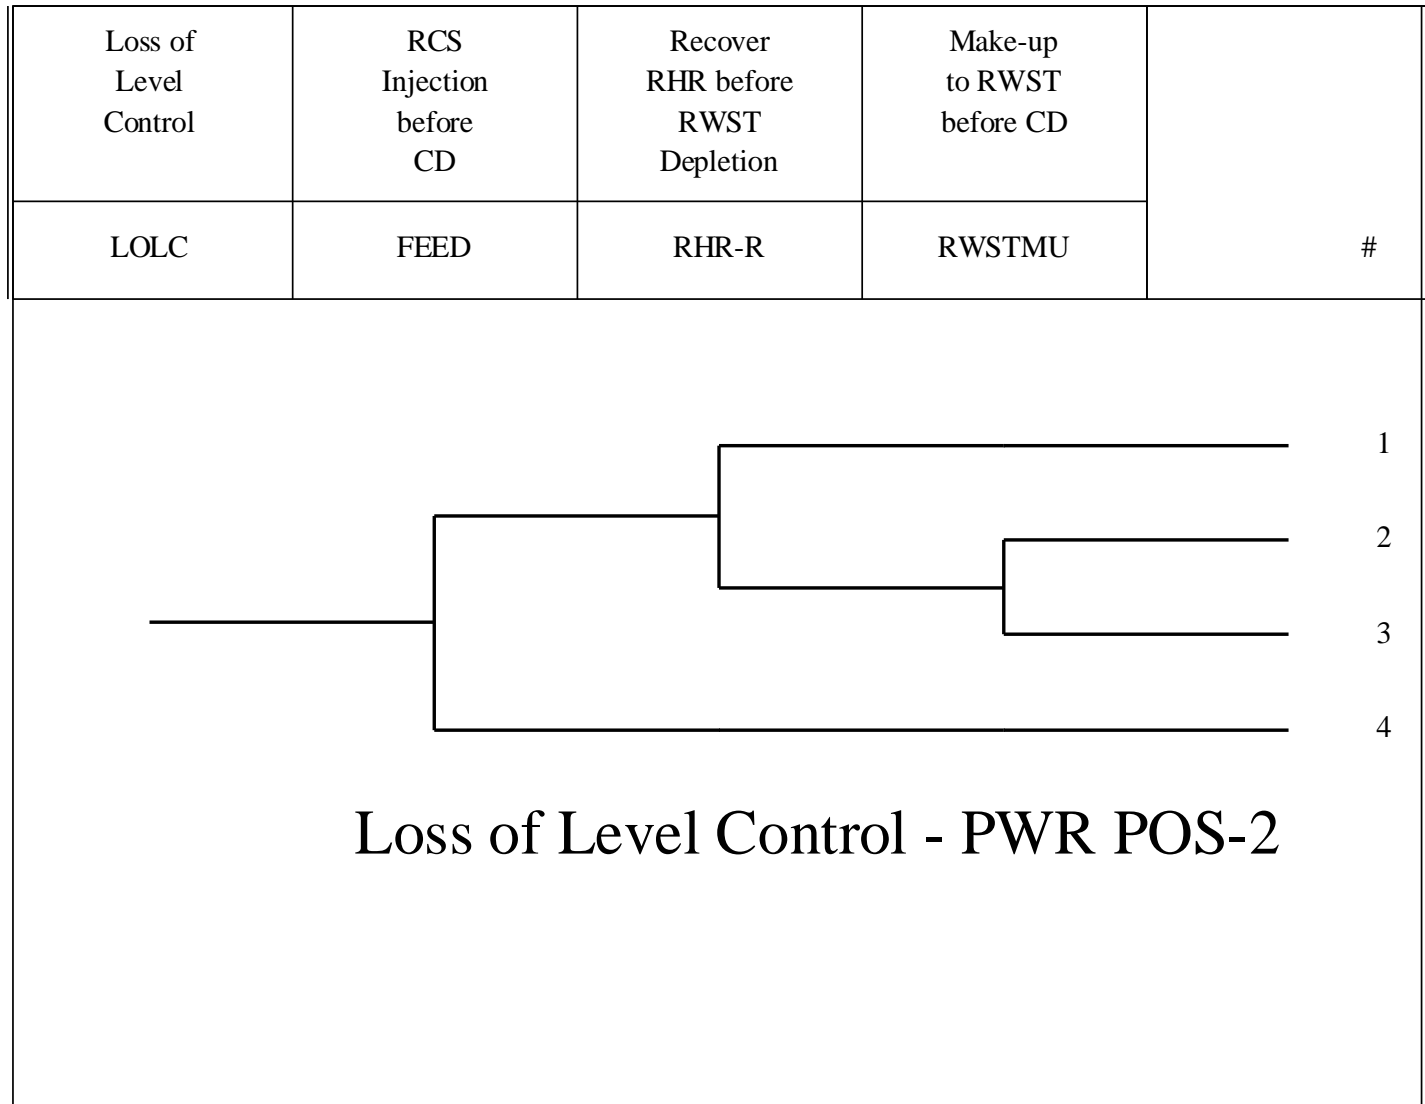 Loss of
Level
Control
RCS
Injection
before
CD
Recover
RHR before
RWST
Depletion
Make-up
to RWST
before CD
LOLC
FEED
RHR-R
RWSTMU
#
1
2
3
4
Loss of Level Control - PWR POS-2